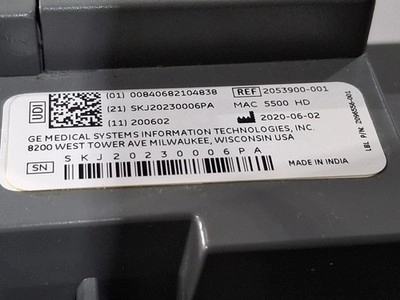 UDI
(01) 00840682104838
REF 2053900-001
(21) SKJ20230006PA
MAC 5500 HD
(11) 200602
2020-06-02
GE MEDICAL SYSTEMS INFORMATION TECHNOLOGIES, INC.
8200 WEST TOWER AVE MILWAUKEE, WISCONSIN USA
SKJ20230006PA
SN
MADE IN INDIA
LBL P/N 2096556-001